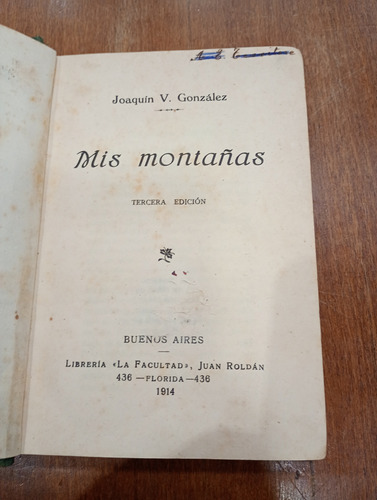 Joaquín V. González
Mis montañas
TERCERA EDICIÓN
BUENOS AIRES
LIBRERÍA «LA FACULTAD», JUAN ROLDÁN
436 —FLORIDA—436
1914